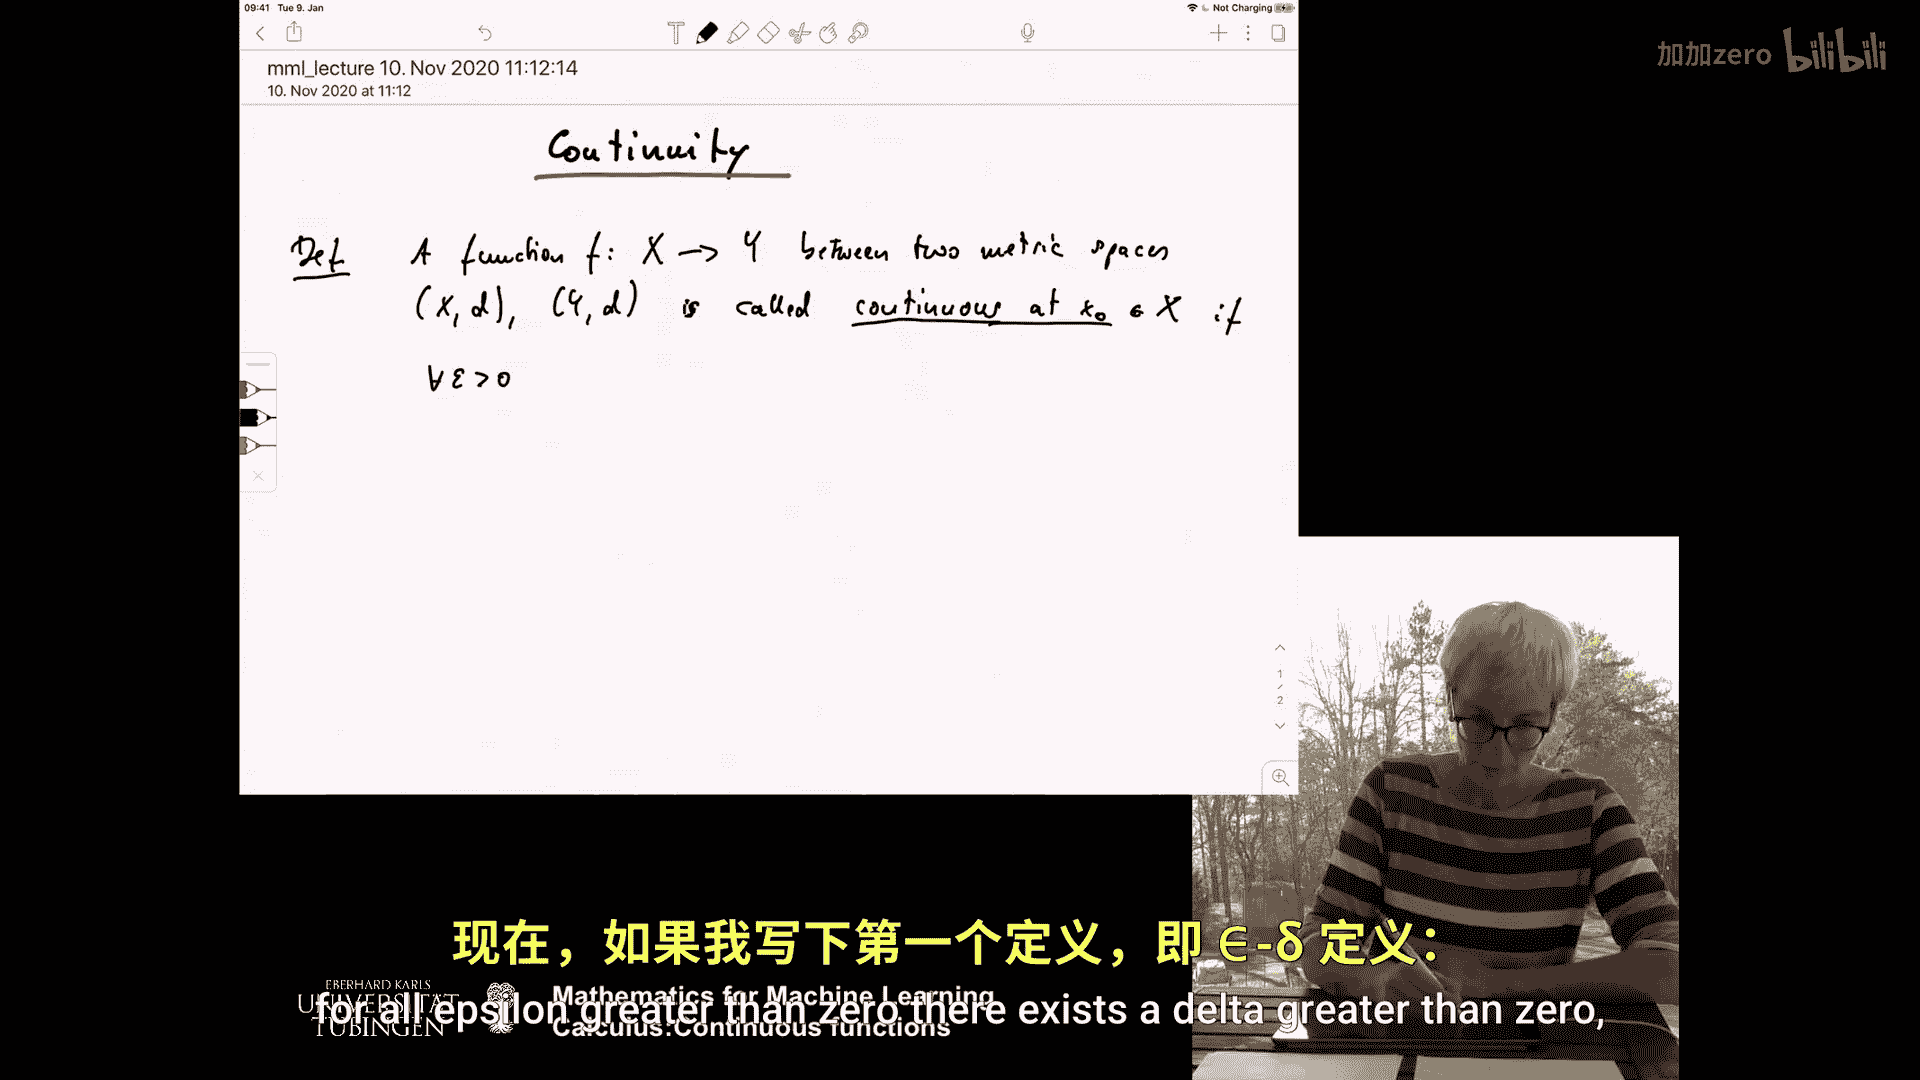 09:41 Tue 9. Jan
Not Charging
加加zero bilibili
mml_lecture 10. Nov 2020 11:12:14
10. Nov 2020 at 11:12
Continuity
Def A function f: X → Y between two metric spaces
(X, d), (Y, d) is called continuous at x₀ ∈ X if
∀ ε > 0
1
2
现在，如果我写下第一个定义，即 ∈-δ 定义：
for all epsilon greater than zero there exists a delta greater than zero,
EBERHARD KARLS
UNIVERSITÄT
TÜBINGEN
Mathematics for Machine Learning
Calculus:Continuous functions